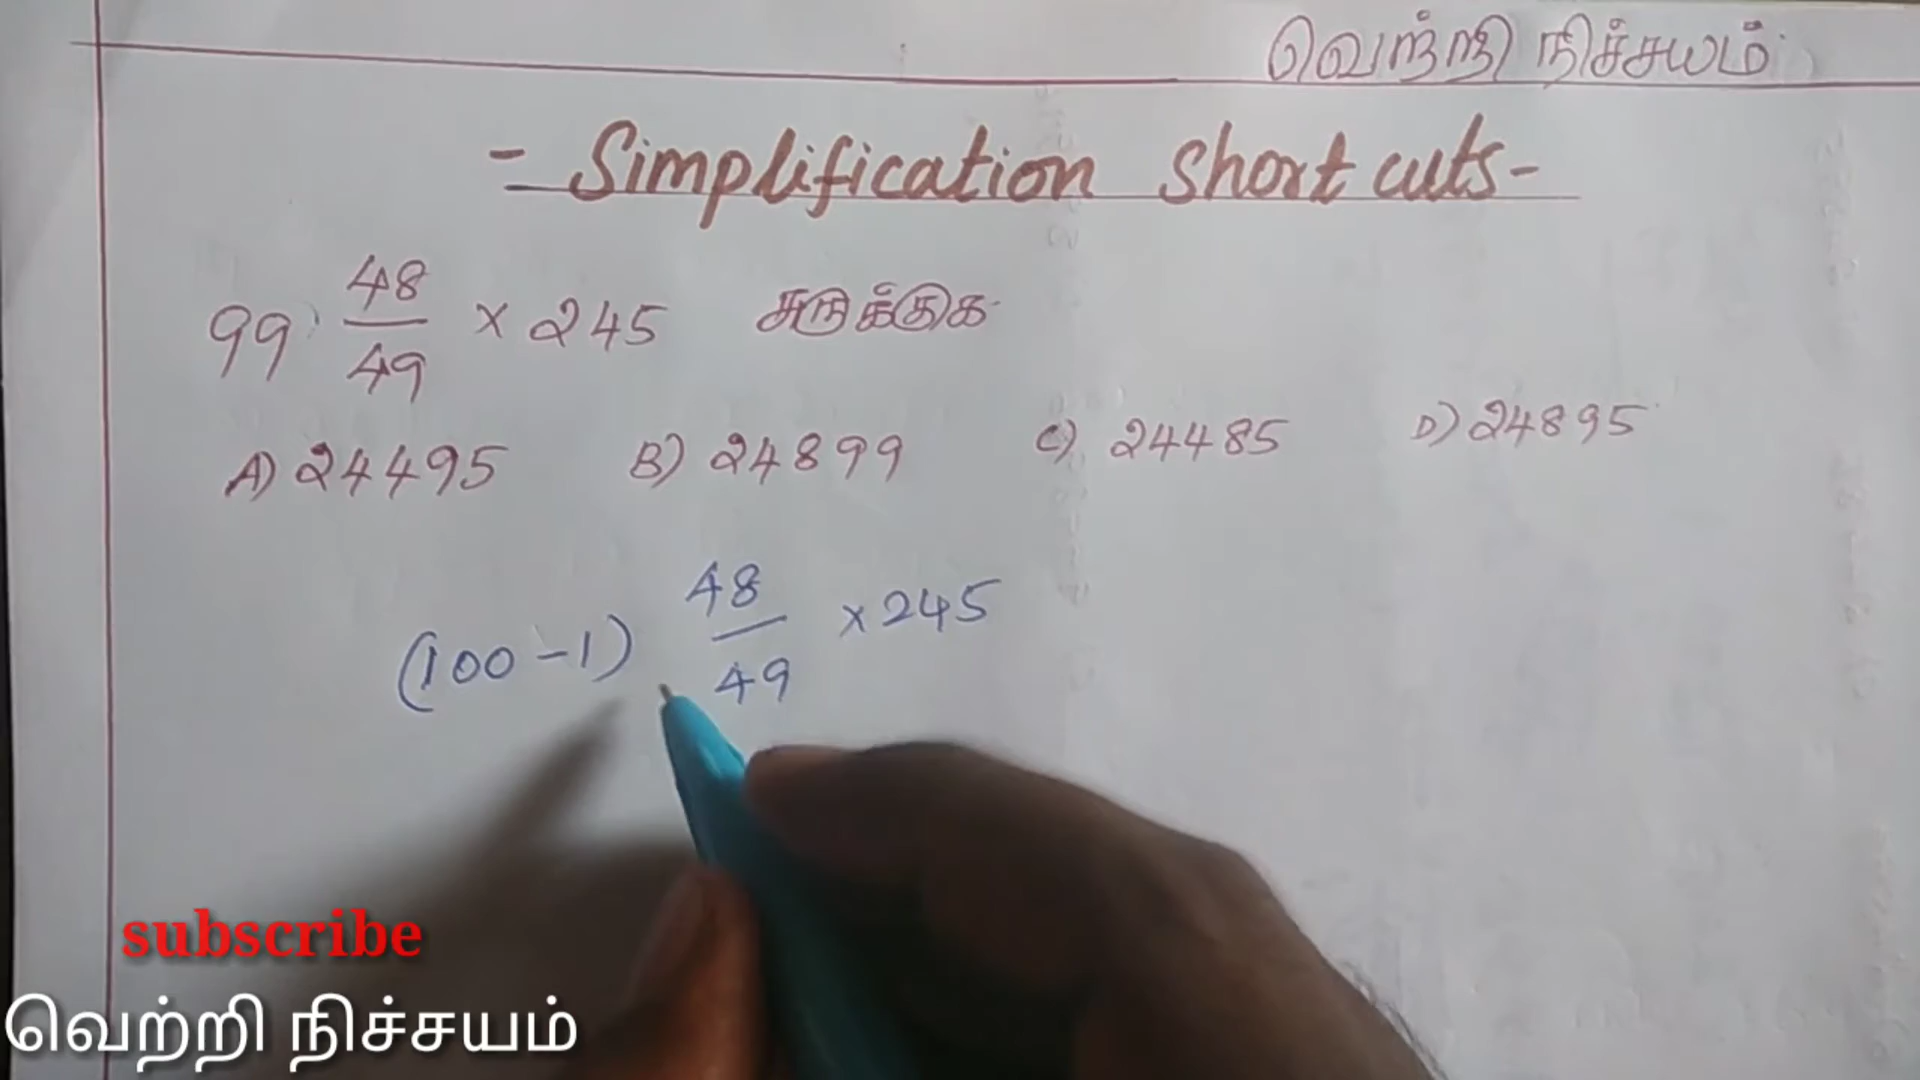 வெற்றி நிச்சயம்
- Simplification Short cuts -
99 48/49 × 245 சுருக்குக
A) 24495 B) 24899 C) 24485 D) 24895
(100 - 1) 48/49 × 245
subscribe
வெற்றி நிச்சயம்